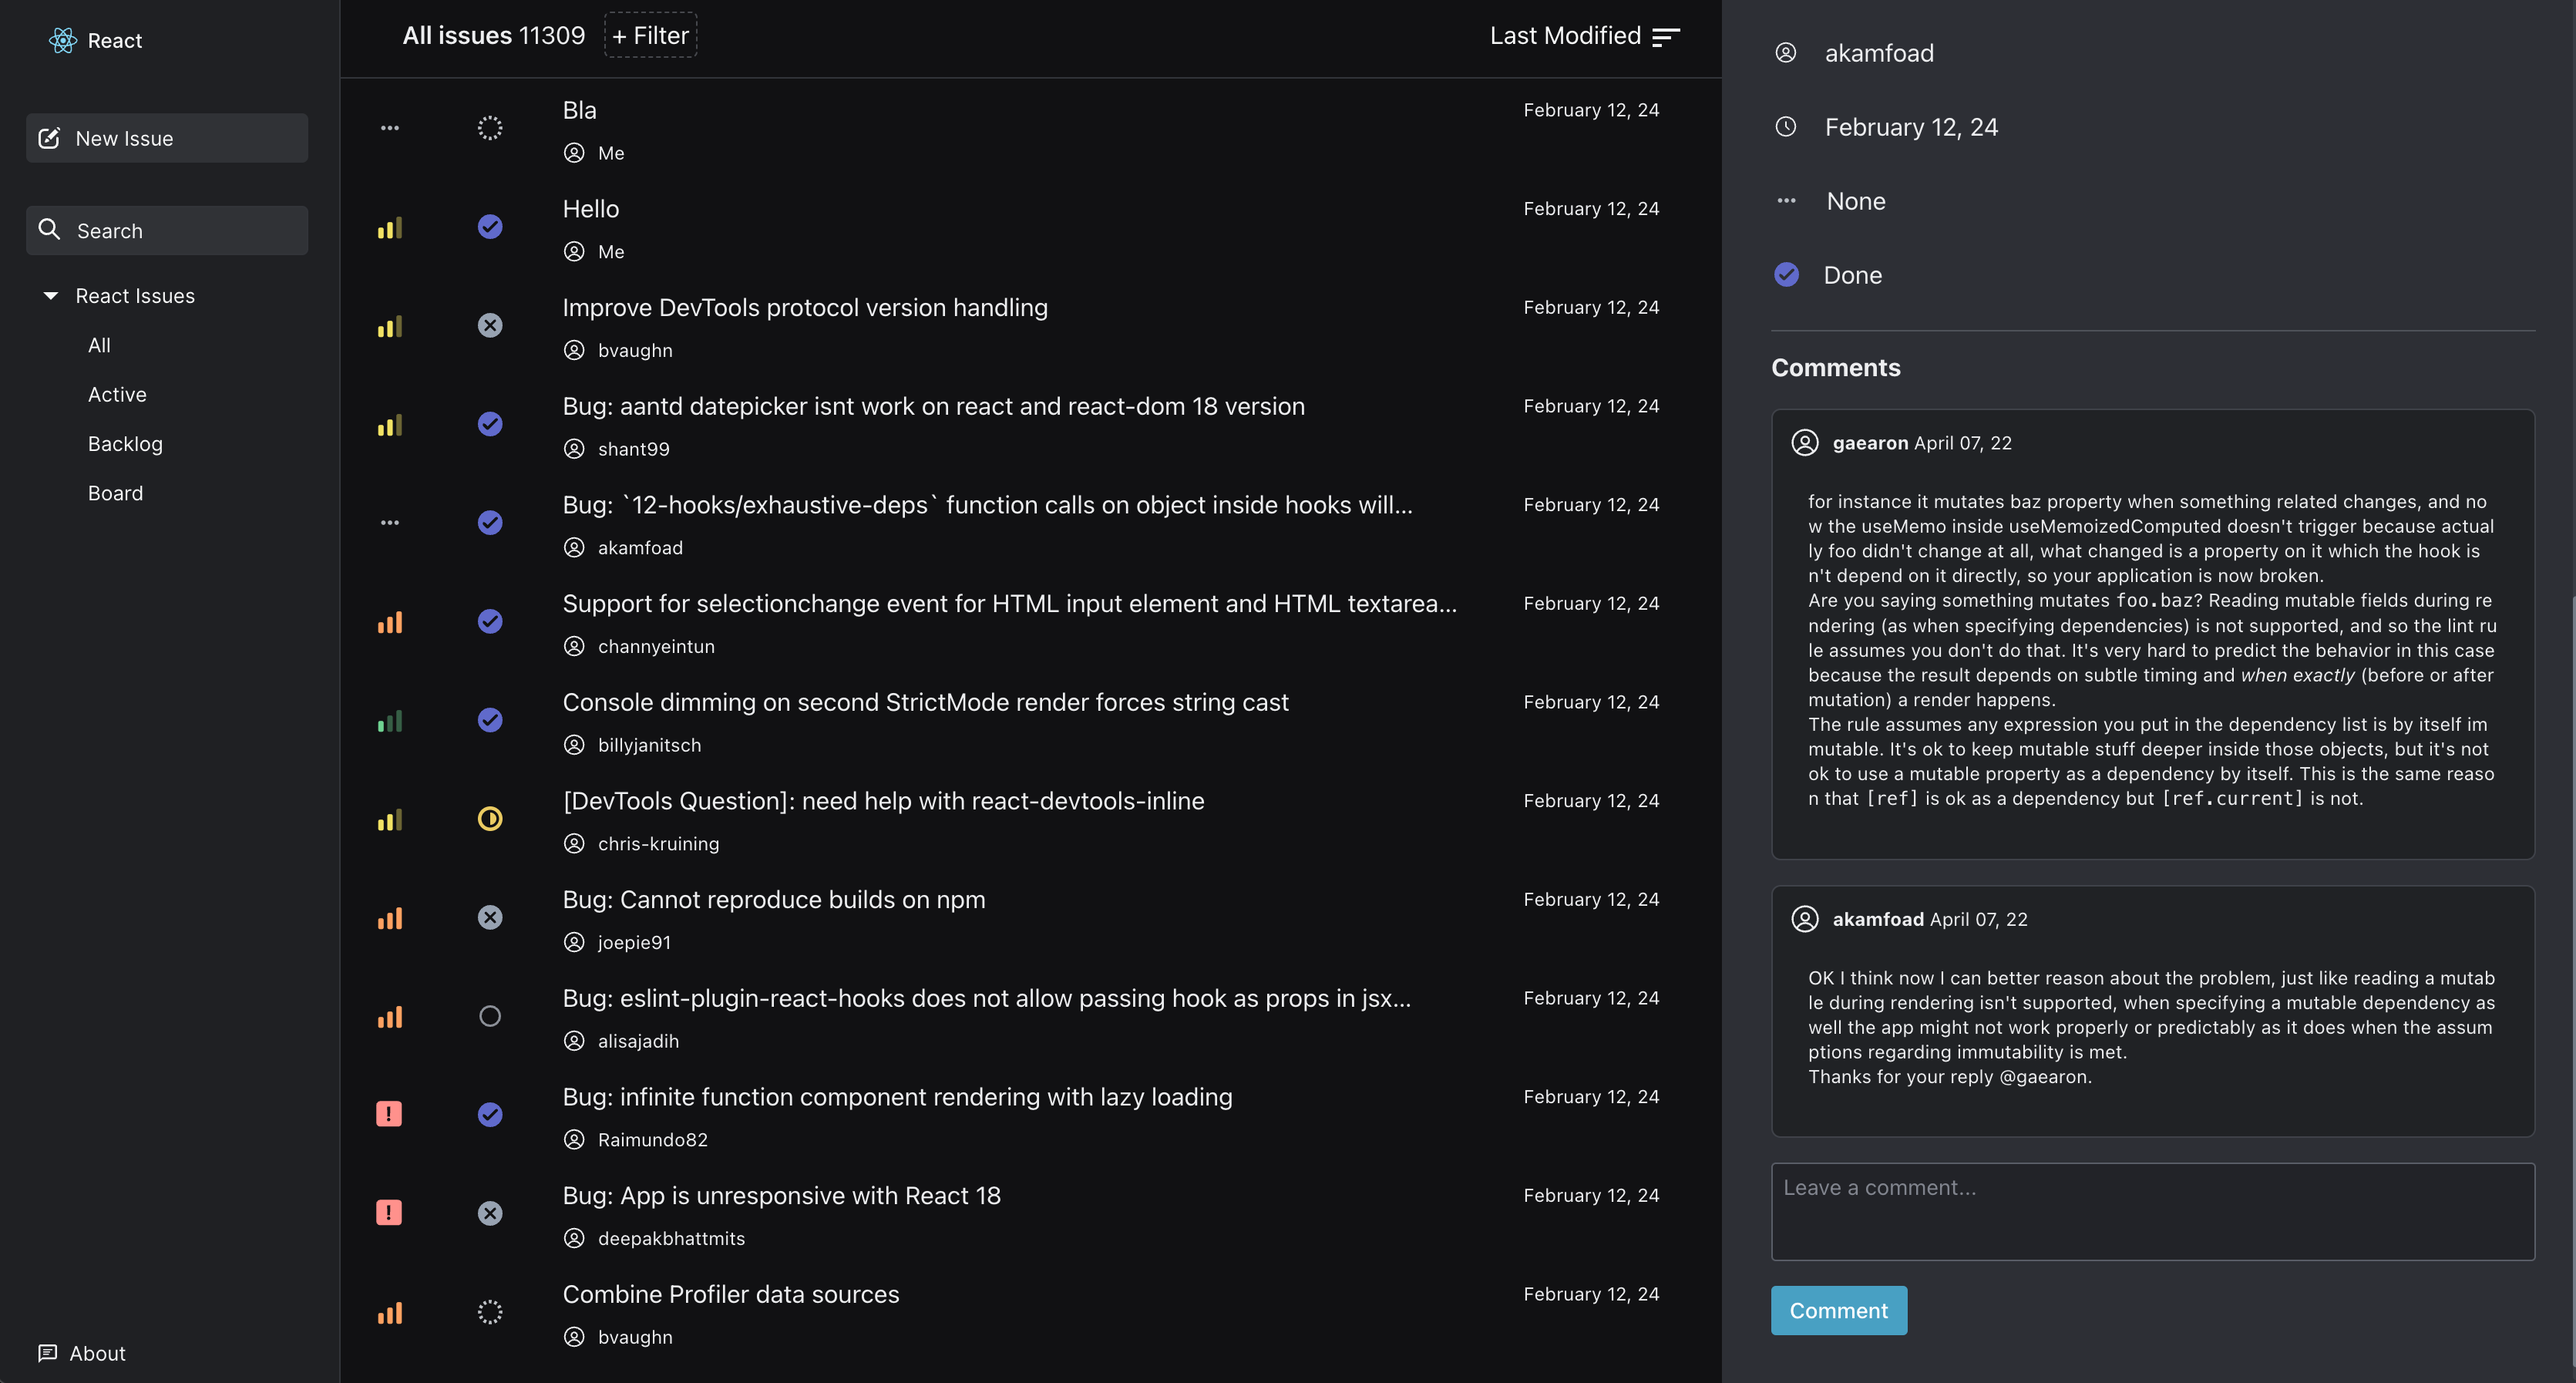 React
New Issue
Search
React Issues
All
Active
Backlog
Board
About
All issues 11309
+ Filter
Last Modified
Bla
February 12, 24
Me
Hello
February 12, 24
Me
Improve DevTools protocol version handling
February 12, 24
bvaughn
Bug: aantd datepicker isnt work on react and react-dom 18 version
February 12, 24
shant99
Bug: `12-hooks/exhaustive-deps` function calls on object inside hooks will...
February 12, 24
akamfoad
Support for selectionchange event for HTML input element and HTML textarea...
February 12, 24
channyeintun
Console dimming on second StrictMode render forces string cast
February 12, 24
billyjanitsch
[DevTools Question]: need help with react-devtools-inline
February 12, 24
chris-kruining
Bug: Cannot reproduce builds on npm
February 12, 24
joepie91
Bug: eslint-plugin-react-hooks does not allow passing hook as props in jsx...
February 12, 24
alisajadih
Bug: infinite function component rendering with lazy loading
February 12, 24
Raimundo82
Bug: App is unresponsive with React 18
February 12, 24
deepakbhattmits
Combine Profiler data sources
February 12, 24
bvaughn
akamfoad
February 12, 24
None
Done
Comments
gaearon April 07, 22
for instance it mutates baz property when something related changes, and no
w the useMemo inside useMemoizedComputed doesn't trigger because actual
ly foo didn't change at all, what changed is a property on it which the hook is
n't depend on it directly, so your application is now broken.
Are you saying something mutates foo.baz? Reading mutable fields during re
ndering (as when specifying dependencies) is not supported, and so the lint ru
le assumes you don't do that. It's very hard to predict the behavior in this case
because the result depends on subtle timing and when exactly (before or after
mutation) a render happens.
The rule assumes any expression you put in the dependency list is by itself im
mutable. It's ok to keep mutable stuff deeper inside those objects, but it's not
ok to use a mutable property as a dependency by itself. This is the same reaso
n that [ref] is ok as a dependency but [ref.current] is not.
akamfoad April 07, 22
OK I think now I can better reason about the problem, just like reading a mutab
le during rendering isn't supported, when specifying a mutable dependency as
well the app might not work properly or predictably as it does when the assum
ptions regarding immutability is met.
Thanks for your reply @gaearon.
Leave a comment...
Comment